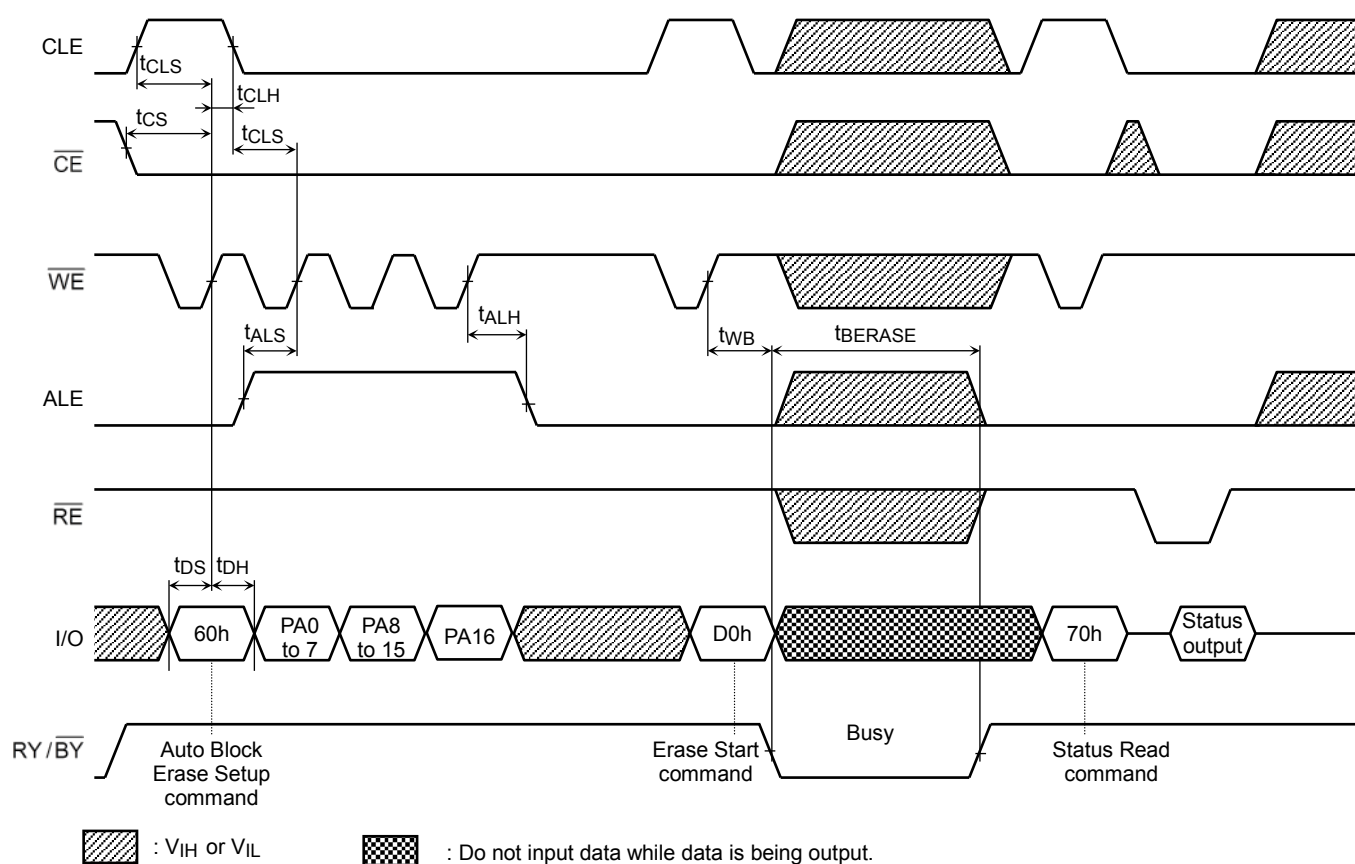 CLE
tCLS
tCLH
tCS
tCLS
CE
WE
tALS
tALH
tWB
tBERASE
ALE
RE
tDS
tDH
I/O
60h
PA0
to 7
PA8
to 15
PA16
D0h
70h
Status
output
RY / BY
Auto Block
Erase Setup
command
Erase Start
command
Busy
Status Read
command
: VIH or VIL
: Do not input data while data is being output.